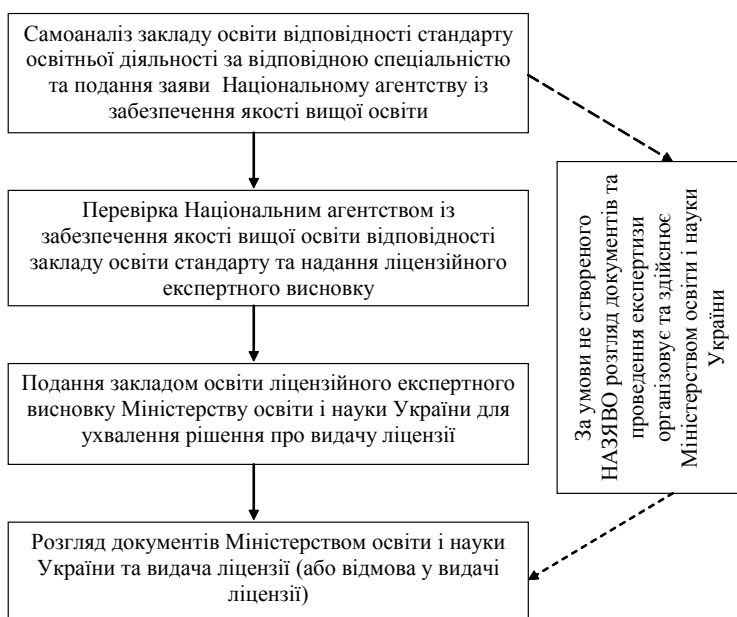 Самоаналіз закладу освіти відповідності стандарту
освітньої діяльності за відповідною спеціальністю
та подання заяви Національному агентству із
забезпечення якості вищої освіти
Перевірка Національним агентством із
забезпечення якості вищої освіти відповідності
закладу освіти стандарту та надання ліцензійного
експертного висновку
Подання закладом освіти ліцензійного експертного
висновку Міністерству освіти і науки України для
ухвалення рішення про видачу ліцензії
Розгляд документів Міністерством освіти і науки
України та видача ліцензії (або відмова у видачі
ліцензії)
За умови не створеного
НАЗЯВО розгляд документів та
проведення експертизи
організовує та здійснює
Міністерством освіти і науки
України